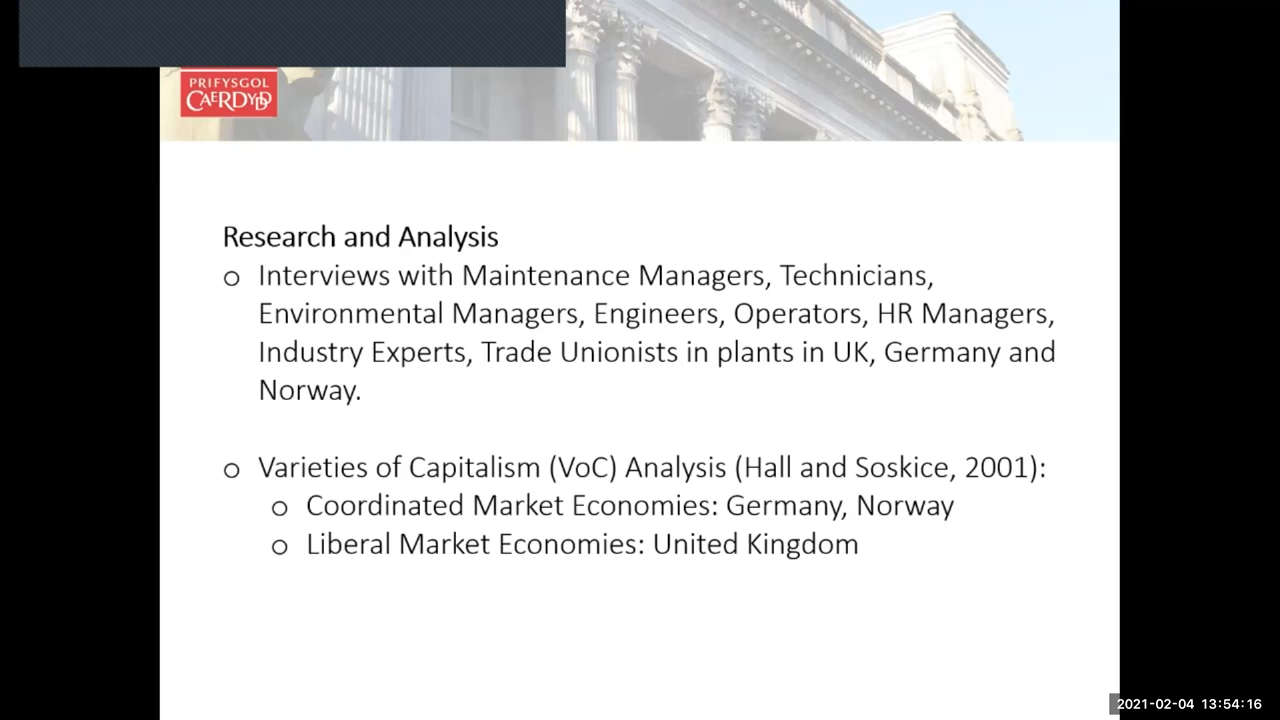 PRIFYSGOL
CAERDYDD
Research and Analysis
o Interviews with Maintenance Managers, Technicians,
Environmental Managers, Engineers, Operators, HR Managers,
Industry Experts, Trade Unionists in plants in UK, Germany and
Norway.
o Varieties of Capitalism (VoC) Analysis (Hall and Soskice, 2001):
o Coordinated Market Economies: Germany, Norway
o Liberal Market Economies: United Kingdom
2021-02-04 13:54:16